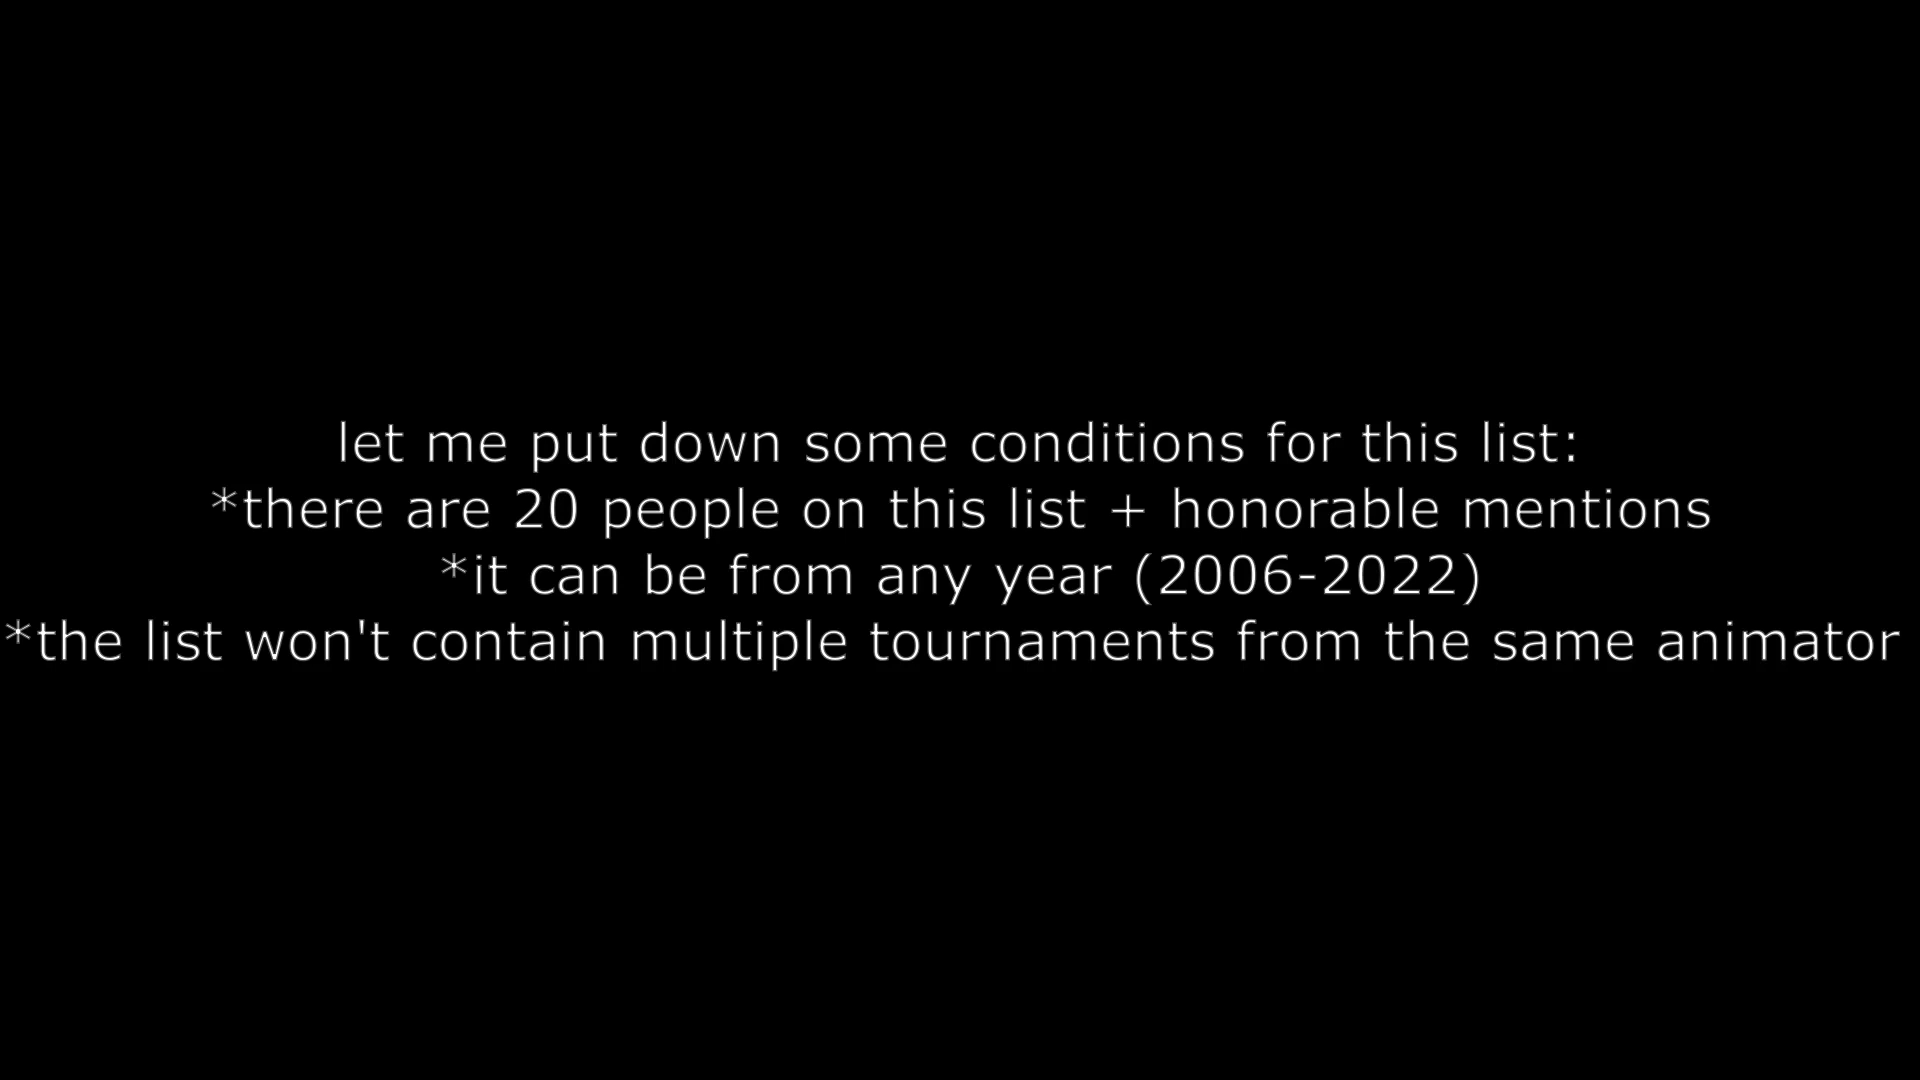 let me put down some conditions for this list:
*there are 20 people on this list + honorable mentions
*it can be from any year (2006-2022)
*the list won't contain multiple tournaments from the same animator